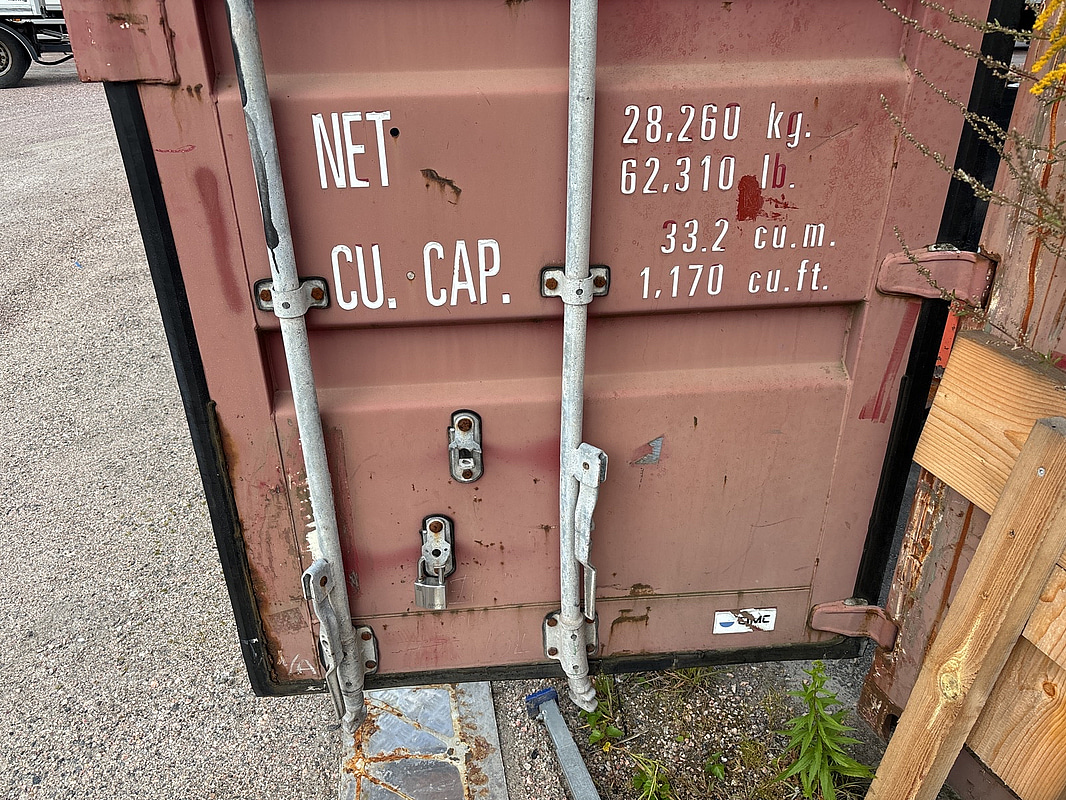 NET 28,260 kg.
62,310 lb.
CU. CAP. 33.2 cu.m.
1,170 cu.ft.
CIMC